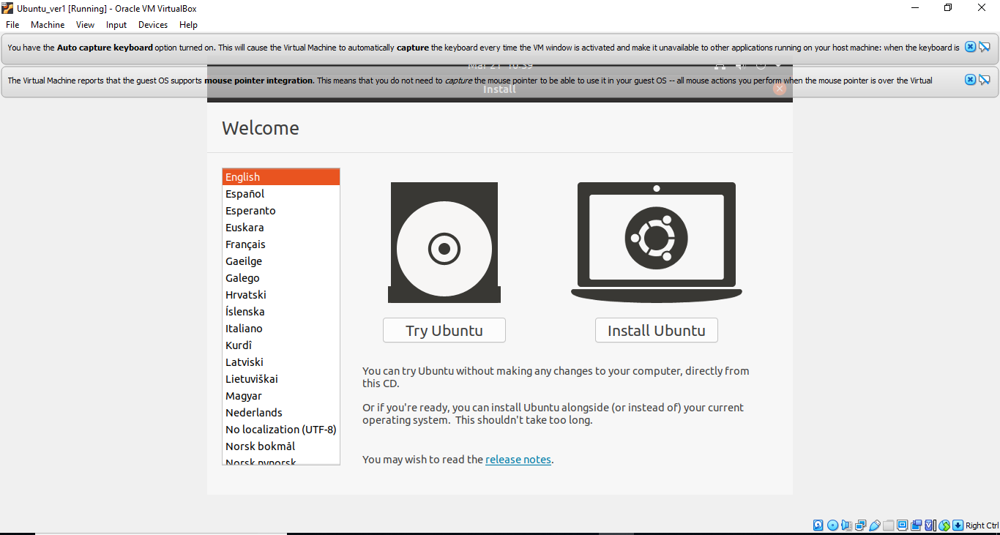 Ubuntu_ver1 [Running] - Oracle VM VirtualBox
File Machine View Input Devices Help
You have the Auto capture keyboard option turned on. This will cause the Virtual Machine to automatically capture the keyboard every time the VM window is activated and make it unavailable to other applications running on your host machine: when the keyboard is
Mar 21 10:59
The Virtual Machine reports that the guest OS supports mouse pointer integration. This means that you do not need to capture the mouse pointer to be able to use it in your guest OS -- all mouse actions you perform when the mouse pointer is over the Virtual
Install
Welcome
English
Español
Esperanto
Euskara
Français
Gaeilge
Galego
Hrvatski
Íslenska
Italiano
Kurdî
Latviski
Lietuviškai
Magyar
Nederlands
No localization (UTF-8)
Norsk bokmål
Norsk nynorsk
Try Ubuntu
Install Ubuntu
You can try Ubuntu without making any changes to your computer, directly from
this CD.
Or if you're ready, you can install Ubuntu alongside (or instead of) your current
operating system. This shouldn't take too long.
You may wish to read the release notes.
Right Ctrl